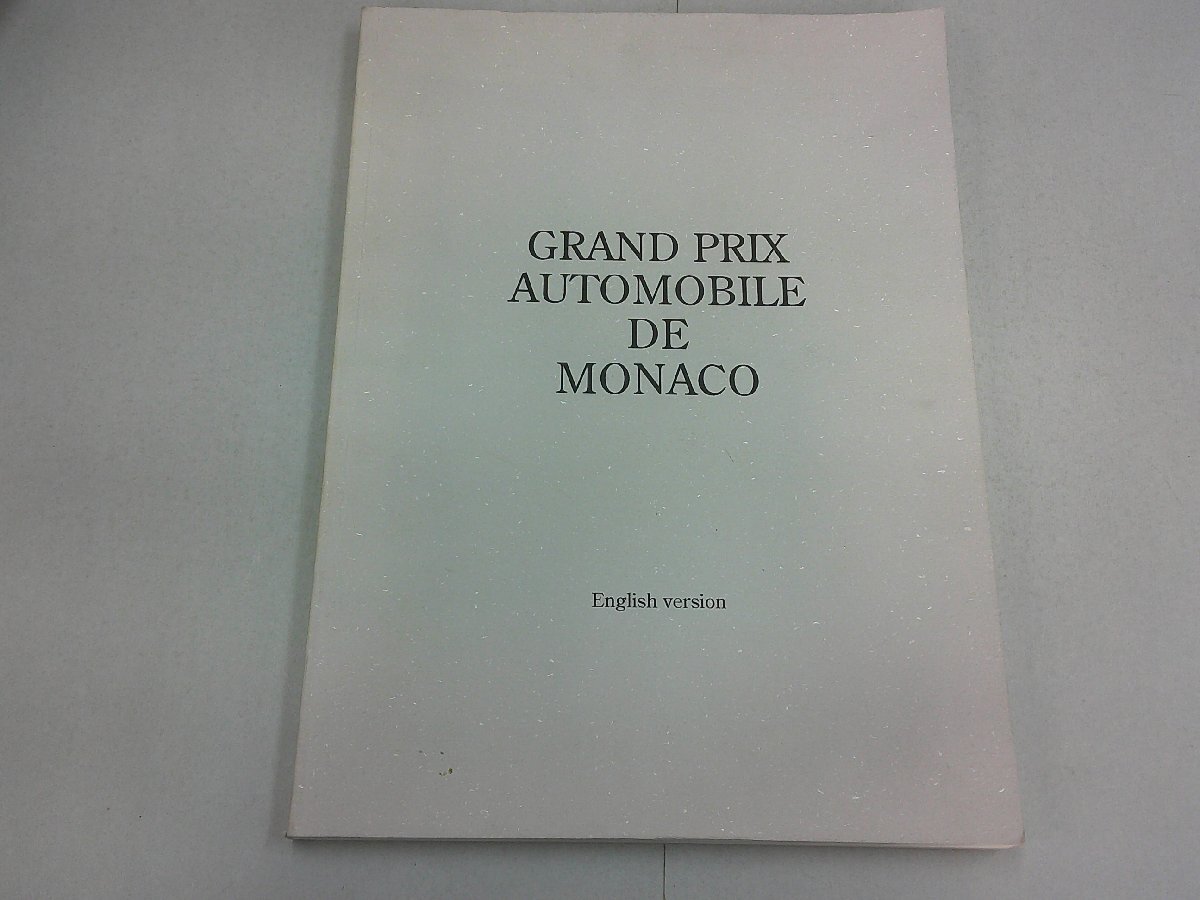 GRAND PRIX
AUTOMOBILE
DE
MONACO
English version